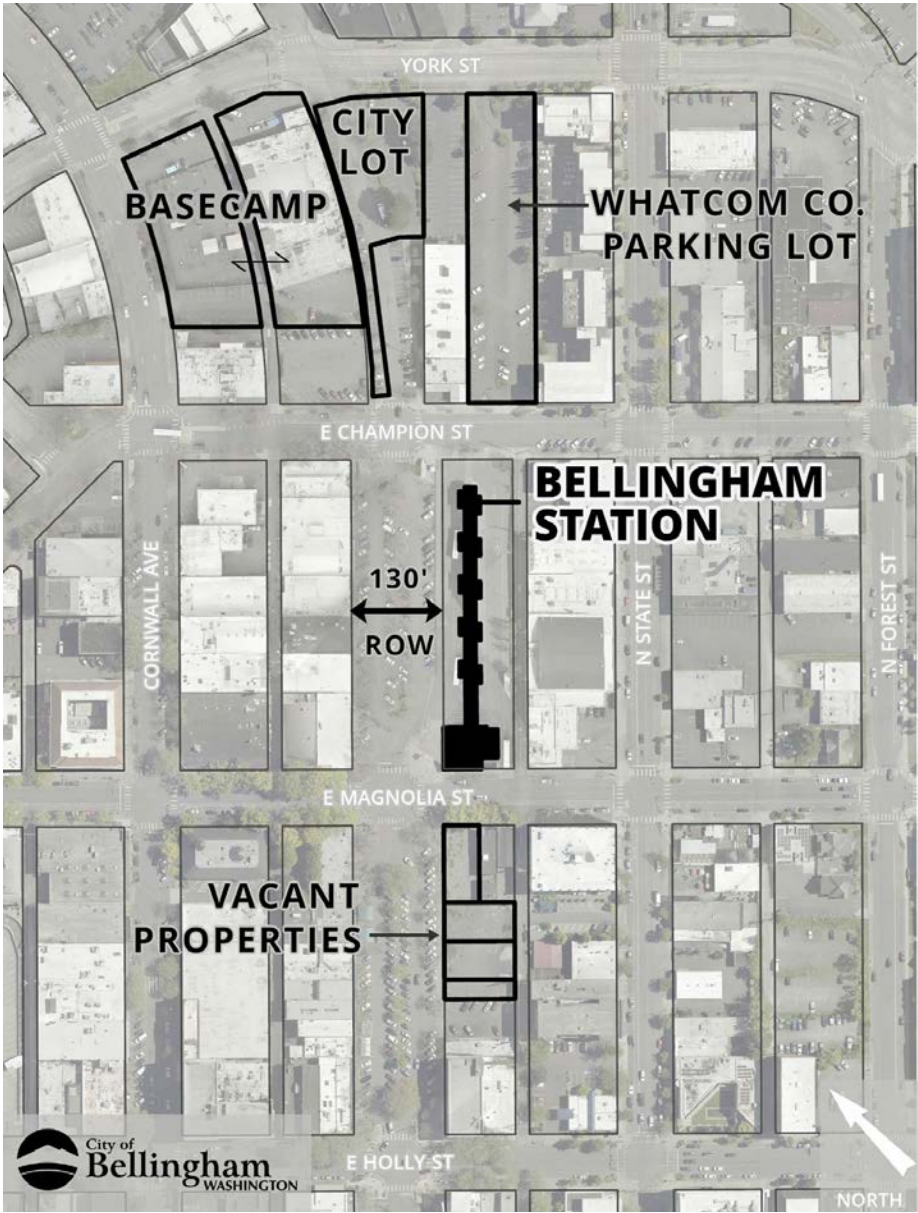 YORK ST
CITY
LOT
BASECAMP
WHATCOM CO.
PARKING LOT
E CHAMPION ST
BELLINGHAM
STATION
130'
ROW
CORNWALL AVE
N STATE ST
N FOREST ST
E MAGNOLIA ST
VACANT
PROPERTIES
City of
Bellingham
WASHINGTON
E HOLLY ST
NORTH